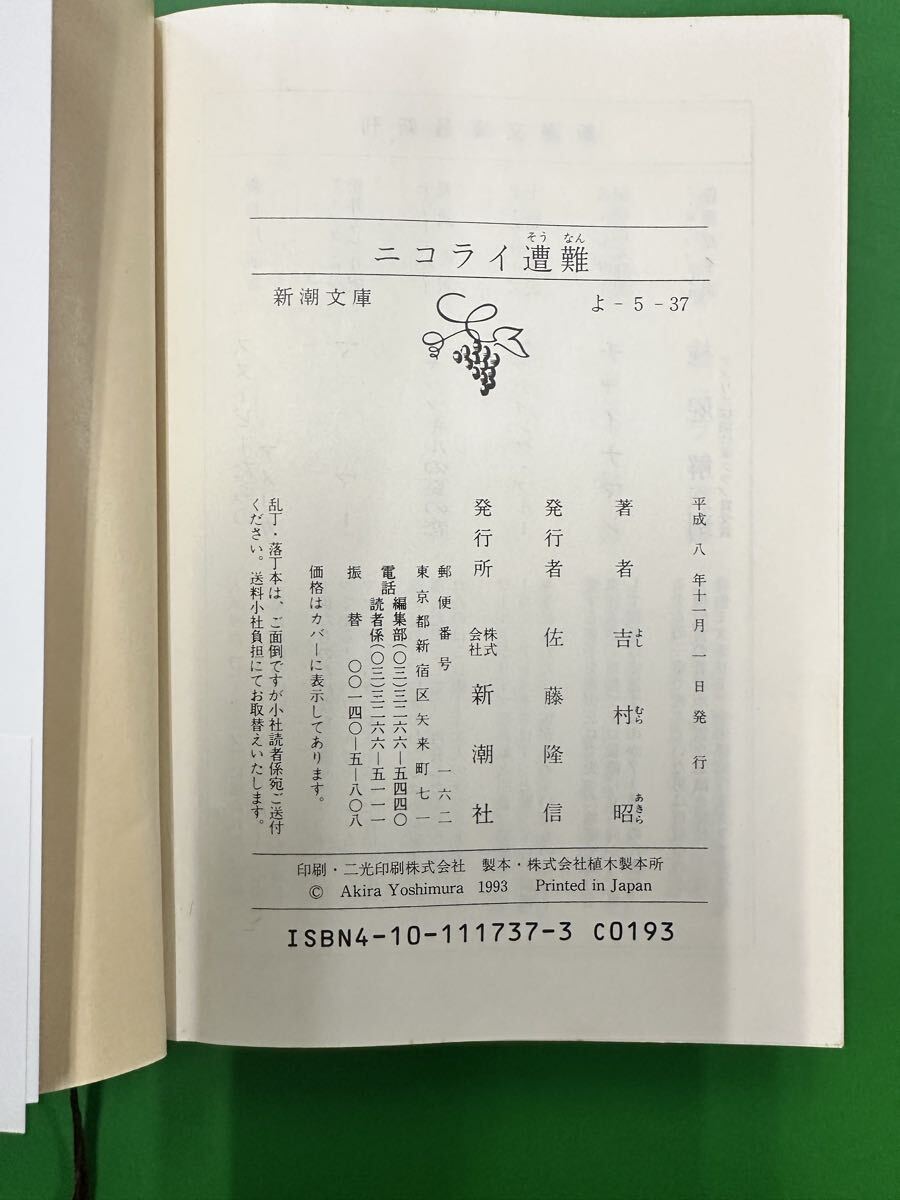 ニコライ遭難
そう なん
新潮文庫
よ-5-37
平成八年十一月一日発行
著者 吉村昭
よし むら あきら
発行者 佐藤隆信
発行所 株式会社 新潮社
郵便番号 一六二
東京都新宿区矢来町七一
電話 編集部(〇三)三二六六―五四四〇
読者係(〇三)三二六六―五一一一
振替 〇〇一四〇―五―八〇八
価格はカバーに表示してあります。
乱丁・落丁本は、ご面倒ですが小社読者係宛ご送付
ください。送料小社負担にてお取替えいたします。
印刷・二光印刷株式会社 製本・株式会社植木製本所
© Akira Yoshimura 1993 Printed in Japan
ISBN4-10-111737-3 C0193